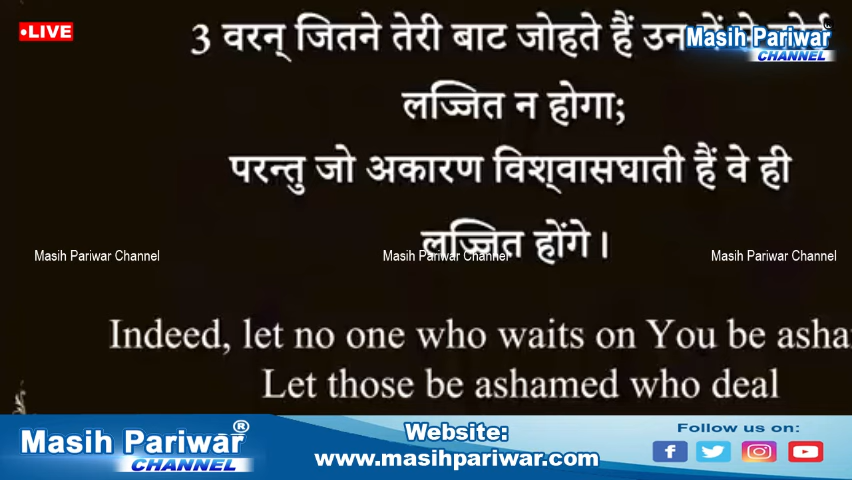 LIVE
3 वरन् जितने तेरी बाट जोहते हैं उन
Masih Pariwar
CHANNEL
लज्जित न होगा;
परन्तु जो अकारण विश्वासघाती हैं वे ही
लज्जित होंगे।
Masih Pariwar Channel Masih Pariwar Channel Masih Pariwar Channel
Indeed, let no one who waits on You be asha
Let those be ashamed who deal
Masih Pariwar ®
CHANNEL
Website:
www.masihpariwar.com
Follow us on: